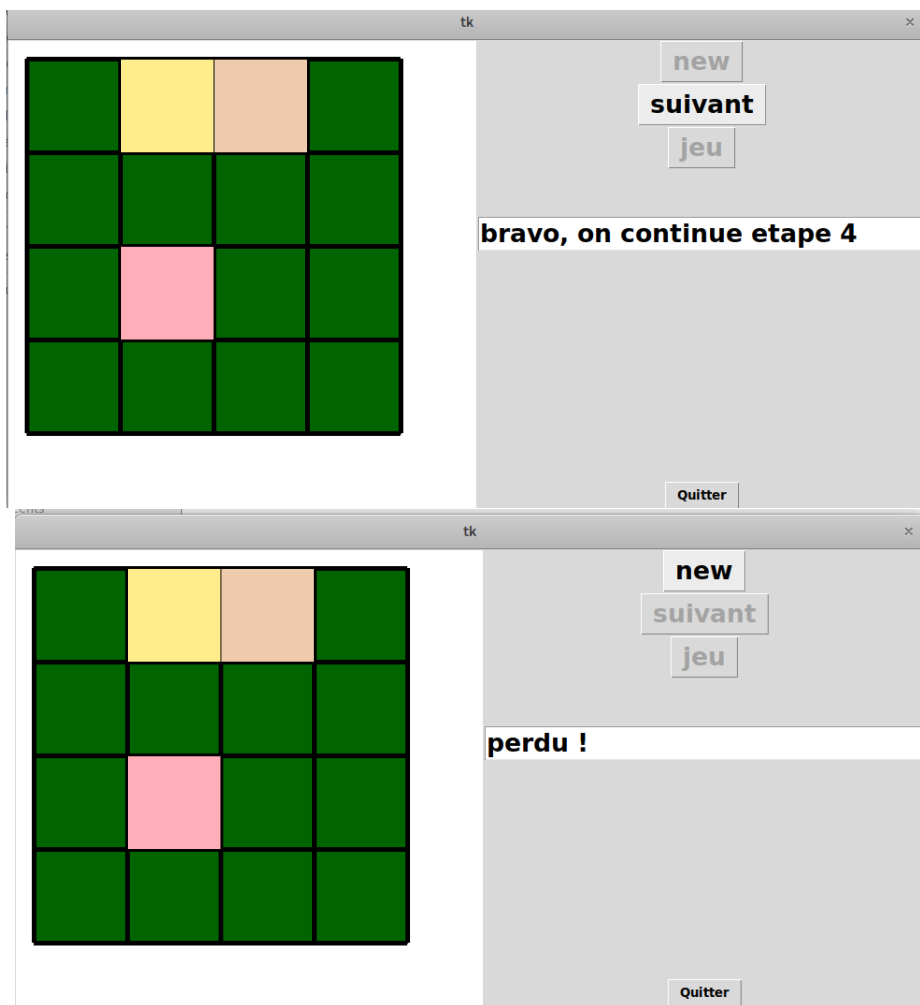 tk
new
suivant
jeu
bravo, on continue etape 4
Quitter
tk
new
suivant
jeu
perdu !
Quitter